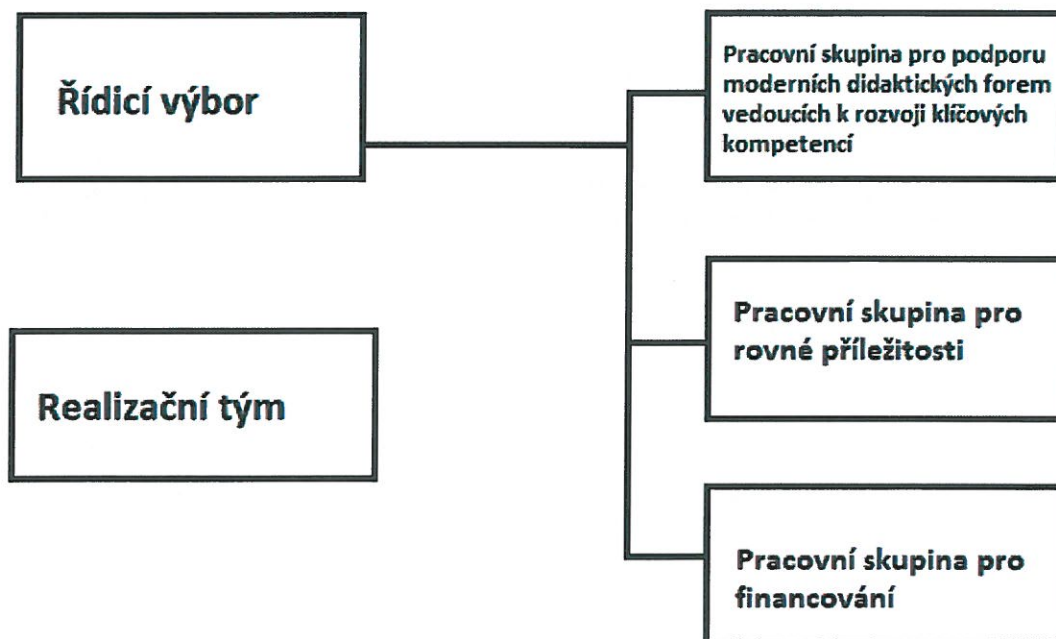 Řídicí výbor
Pracovní skupina pro podporu
moderních didaktických forem
vedoucích k rozvoji klíčových
kompetencí
Pracovní skupina pro
rovné příležitosti
Realizační tým
Pracovní skupina pro
financování